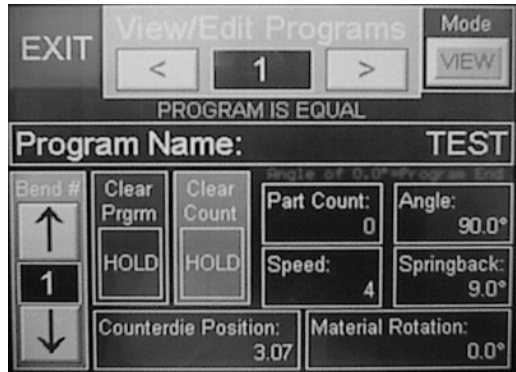 EXIT
View/Edit Programs
Mode
<
1
>
VIEW
PROGRAM IS EQUAL
Program Name:
TEST
Angle of 0.0°=Program End
Bend #
↑
1
↓
Clear
Prgrm
HOLD
Clear
Count
HOLD
Part Count:
0
Angle:
90.0°
Speed:
4
Springback:
9.0°
Counterdie Position:
3.07
Material Rotation:
0.0°